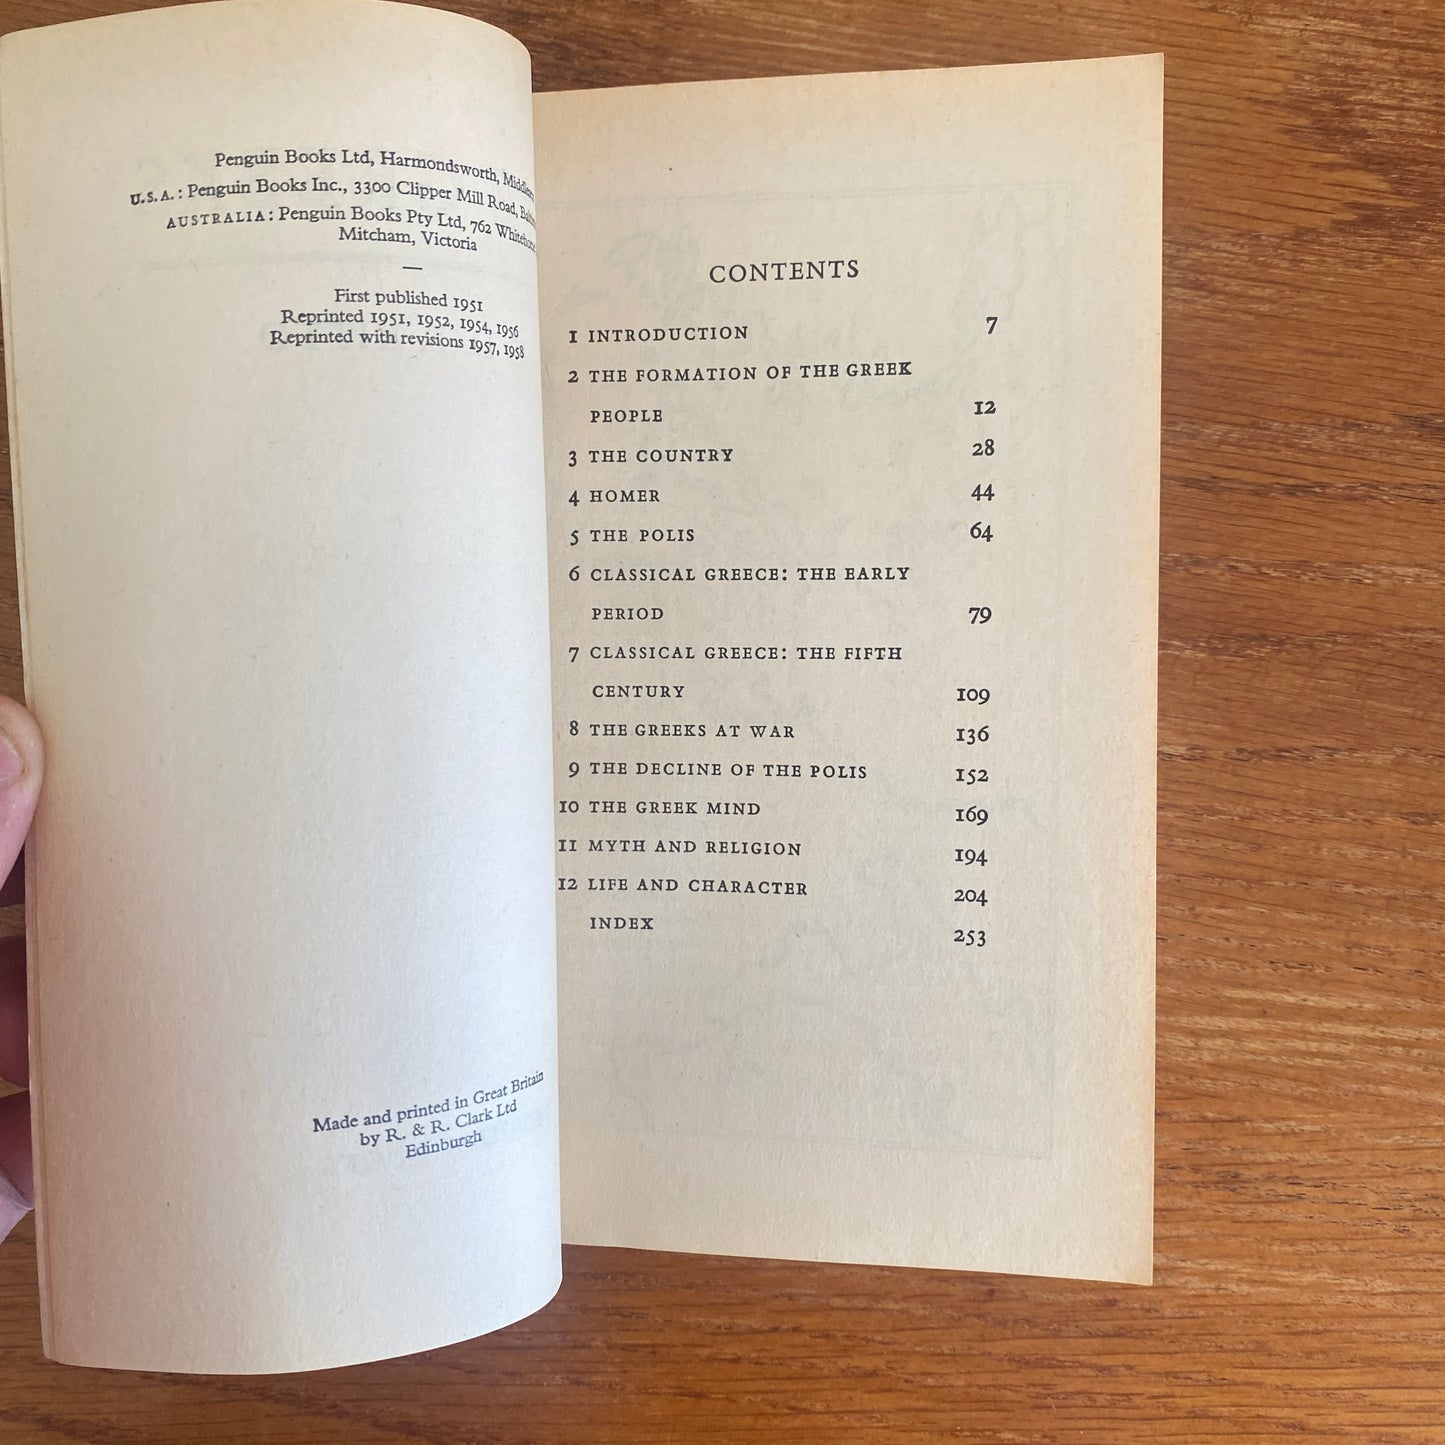 Penguin Books Ltd, Harmondsworth,
U.S.A.: Penguin Books Inc., 3300 Clipper Mill Road,
AUSTRALIA: Penguin Books Pty Ltd, 762
Mitcham, Victoria
—
First published 1951
Reprinted 1951, 1952, 1954, 1956
Reprinted with revisions 1957, 1958
Made and printed in Great Britain
by R. & R. Clark Ltd
Edinburgh
CONTENTS
1 INTRODUCTION 7
2 THE FORMATION OF THE GREEK
PEOPLE 12
3 THE COUNTRY 28
4 HOMER 44
5 THE POLIS 64
6 CLASSICAL GREECE: THE EARLY
PERIOD 79
7 CLASSICAL GREECE: THE FIFTH
CENTURY 109
8 THE GREEKS AT WAR 136
9 THE DECLINE OF THE POLIS 152
10 THE GREEK MIND 169
11 MYTH AND RELIGION 194
12 LIFE AND CHARACTER 204
INDEX 253